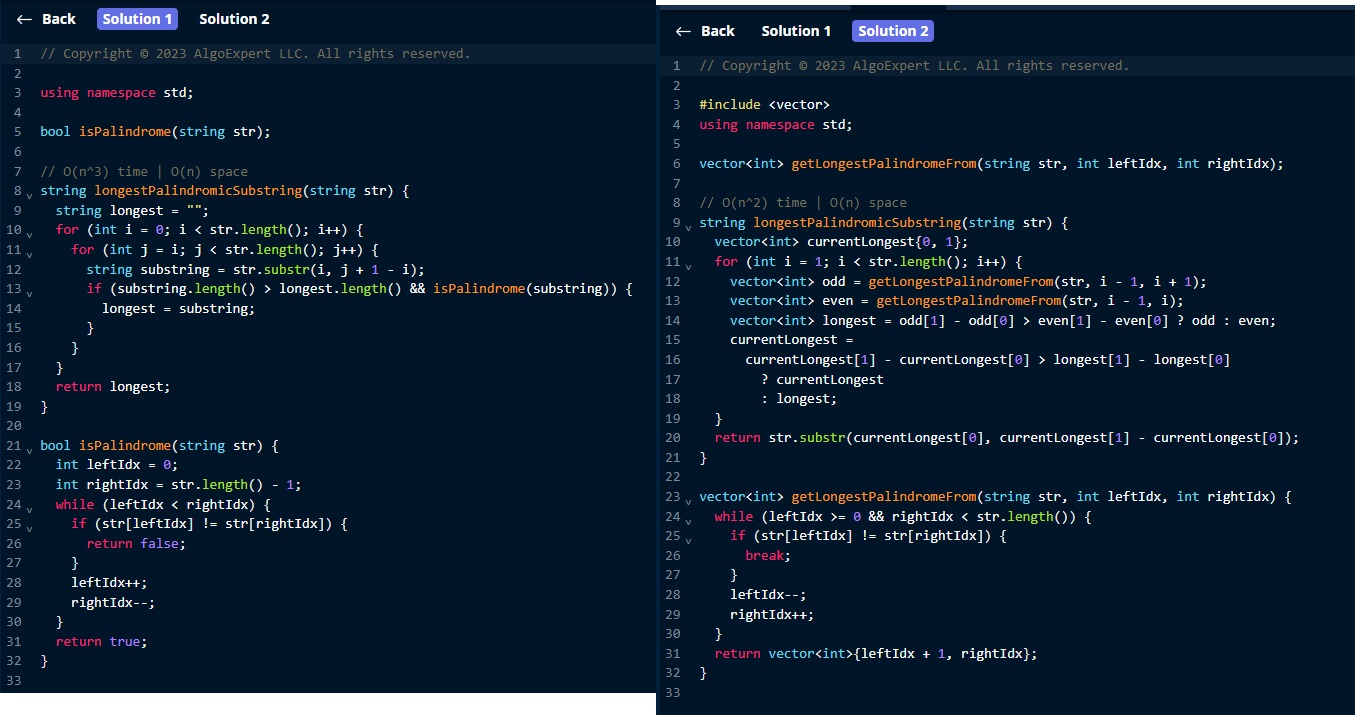 ← Back Solution 1 Solution 2
1 // Copyright © 2023 AlgoExpert LLC. All rights reserved.
2
3 using namespace std;
4
5 bool isPalindrome(string str);
6
7 // O(n^3) time | O(n) space
8 string longestPalindromicSubstring(string str) {
9   string longest = "";
10   for (int i = 0; i < str.length(); i++) {
11     for (int j = i; j < str.length(); j++) {
12       string substring = str.substr(i, j + 1 - i);
13       if (substring.length() > longest.length() && isPalindrome(substring)) {
14         longest = substring;
15       }
16     }
17   }
18   return longest;
19 }
20
21 bool isPalindrome(string str) {
22   int leftIdx = 0;
23   int rightIdx = str.length() - 1;
24   while (leftIdx < rightIdx) {
25     if (str[leftIdx] != str[rightIdx]) {
26       return false;
27     }
28     leftIdx++;
29     rightIdx--;
30   }
31   return true;
32 }
33
← Back Solution 1 Solution 2
1 // Copyright © 2023 AlgoExpert LLC. All rights reserved.
2
3 #include <vector>
4 using namespace std;
5
6 vector<int> getLongestPalindromeFrom(string str, int leftIdx, int rightIdx);
7
8 // O(n^2) time | O(n) space
9 string longestPalindromicSubstring(string str) {
10   vector<int> currentLongest{0, 1};
11   for (int i = 1; i < str.length(); i++) {
12     vector<int> odd = getLongestPalindromeFrom(str, i - 1, i + 1);
13     vector<int> even = getLongestPalindromeFrom(str, i - 1, i);
14     vector<int> longest = odd[1] - odd[0] > even[1] - even[0] ? odd : even;
15     currentLongest =
16       currentLongest[1] - currentLongest[0] > longest[1] - longest[0]
17         ? currentLongest
18         : longest;
19   }
20   return str.substr(currentLongest[0], currentLongest[1] - currentLongest[0]);
21 }
22
23 vector<int> getLongestPalindromeFrom(string str, int leftIdx, int rightIdx) {
24   while (leftIdx >= 0 && rightIdx < str.length()) {
25     if (str[leftIdx] != str[rightIdx]) {
26       break;
27     }
28     leftIdx--;
29     rightIdx++;
30   }
31   return vector<int>{leftIdx + 1, rightIdx};
32 }
33